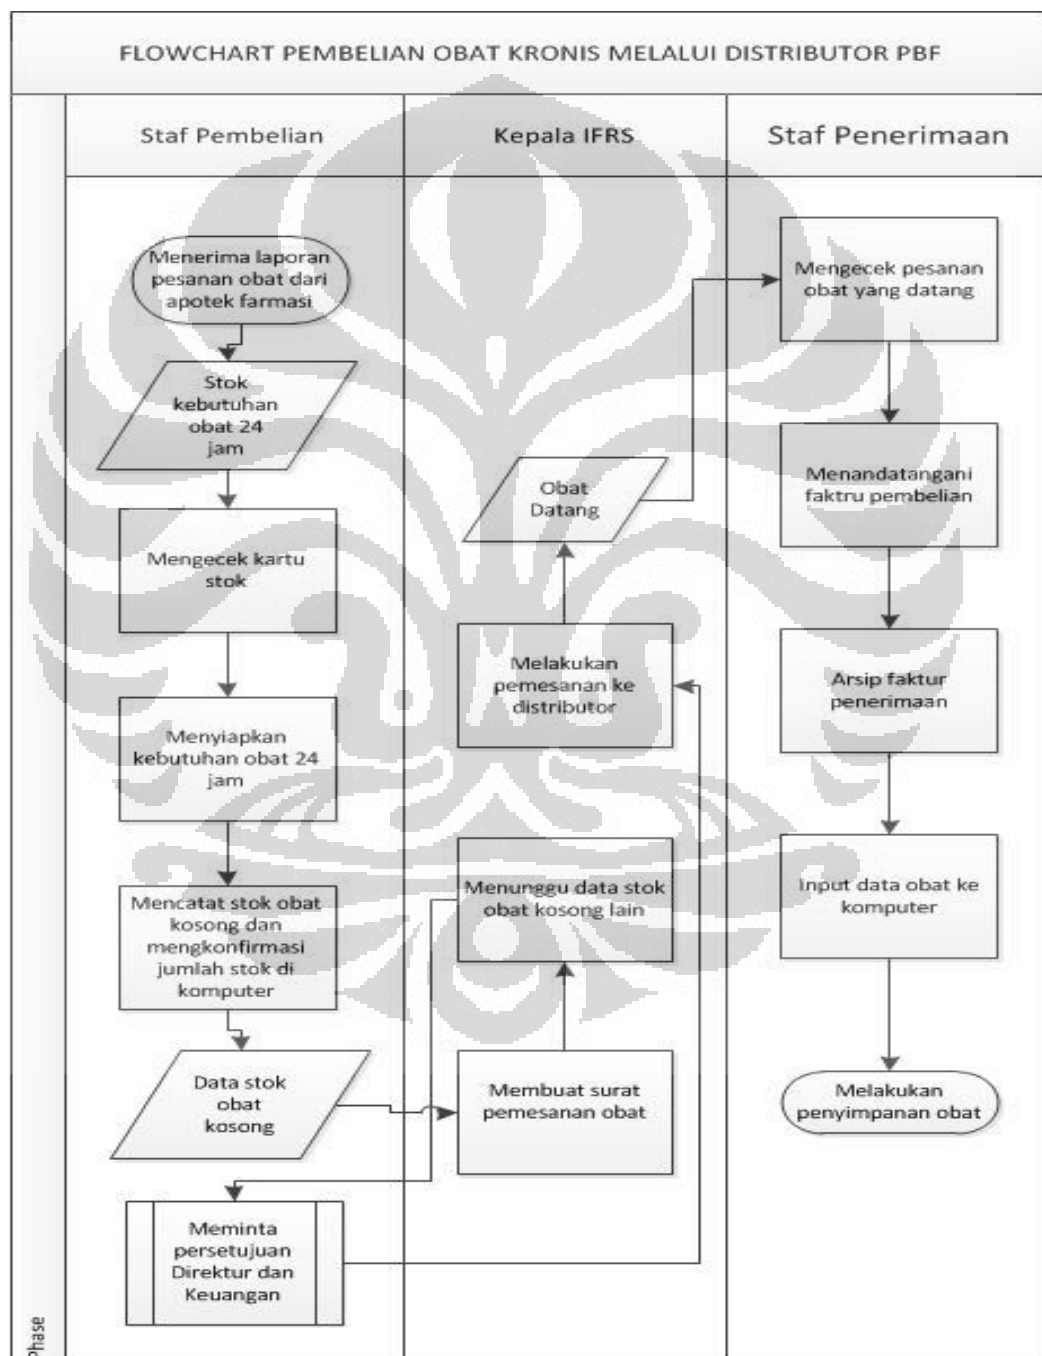 FLOWCHART PEMBELIAN OBAT KRONIS MELALUI DISTRIBUTOR PBF
Staf Pembelian
Kepala IFRS
Staf Penerimaan
Menerima laporan
pesanan obat dari
apotek farmasi
Stok
kebutuhan
obat 24
jam
Mengecek kartu
stok
Menyiapkan
kebutuhan obat 24
jam
Mencatat stok obat
kosong dan
mengkonfirmasi
jumlah stok di
komputer
Data stok
obat
kosong
Meminta
persetujuan
Direktur dan
Keuangan
Obat
Datang
Melakukan
pemesanan ke
distributor
Menunggu data stok
obat kosong lain
Membuat surat
pemesanan obat
Mengecek pesanan
obat yang datang
Menandatangani
faktru pembelian
Arsip faktur
penerimaan
Input data obat ke
komputer
Melakukan
penyimpanan obat
Phase